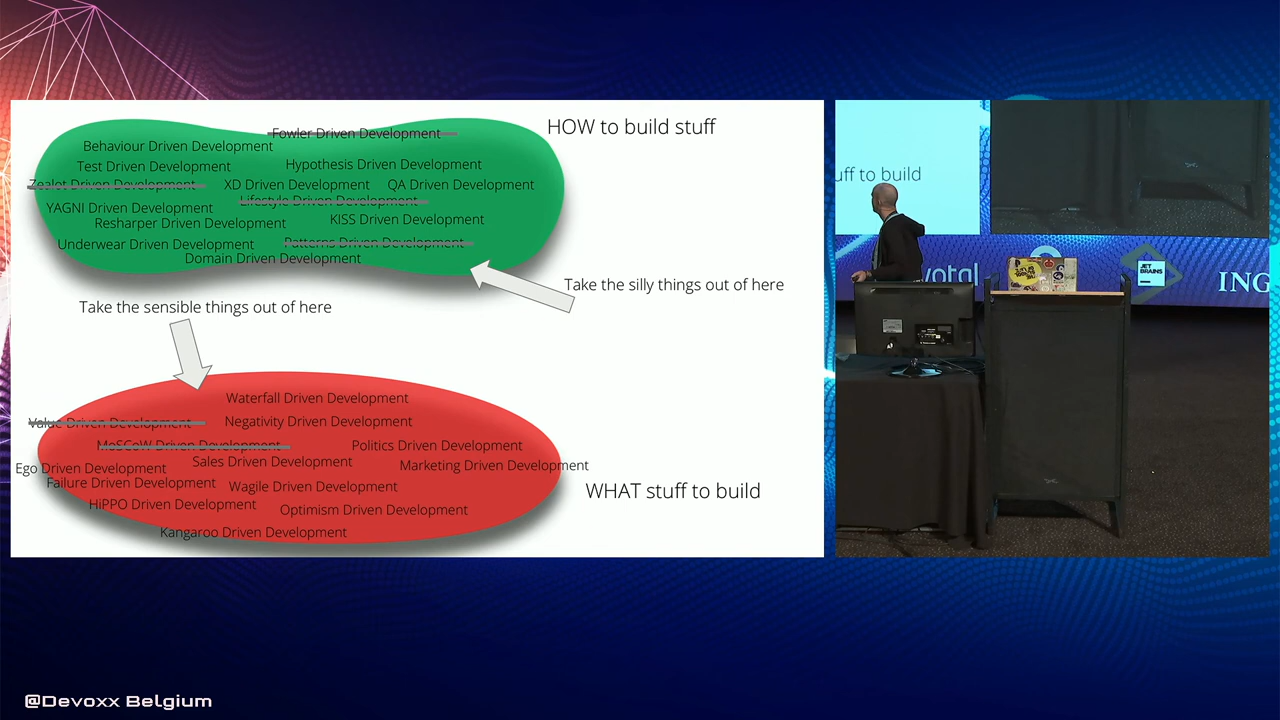 HOW to build stuff
Fowler Driven Development
Behaviour Driven Development
Test Driven Development
Hypothesis Driven Development
Zealot Driven Development
XD Driven Development
QA Driven Development
Lifestyle Driven Development
YAGNI Driven Development
KISS Driven Development
Resharper Driven Development
Underwear Driven Development
Patterns Driven Development
Domain Driven Development
Take the silly things out of here
Take the sensible things out of here
Waterfall Driven Development
Value Driven Development
Negativity Driven Development
MoSCoW Driven Development
Politics Driven Development
Sales Driven Development
Marketing Driven Development
Ego Driven Development
Failure Driven Development
Wagile Driven Development
WHAT stuff to build
HiPPO Driven Development
Optimism Driven Development
Kangaroo Driven Development
uff to build
votal
JET
BRAINS
ING
@Devoxx Belgium